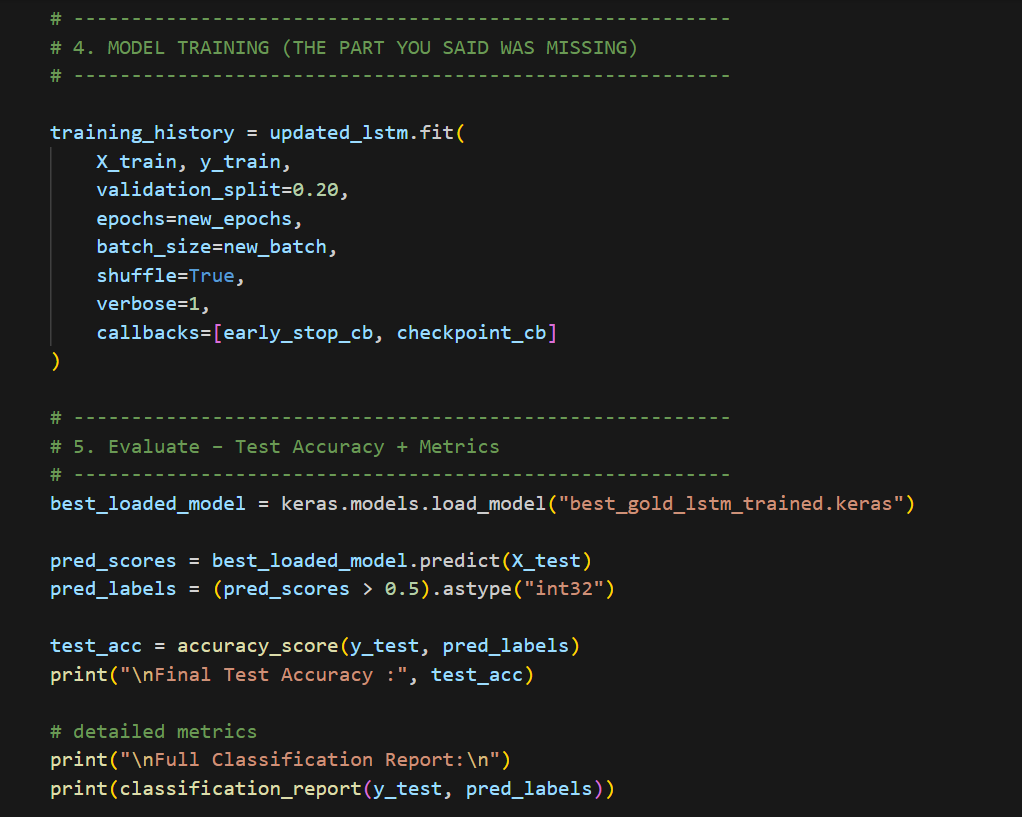 # ---------------------------------------------------------
# 4. MODEL TRAINING (THE PART YOU SAID WAS MISSING)
# ---------------------------------------------------------
training_history = updated_lstm.fit(
    X_train, y_train,
    validation_split=0.20,
    epochs=new_epochs,
    batch_size=new_batch,
    shuffle=True,
    verbose=1,
    callbacks=[early_stop_cb, checkpoint_cb]
)
# ---------------------------------------------------------
# 5. Evaluate – Test Accuracy + Metrics
# ---------------------------------------------------------
best_loaded_model = keras.models.load_model("best_gold_lstm_trained.keras")
pred_scores = best_loaded_model.predict(X_test)
pred_labels = (pred_scores > 0.5).astype("int32")
test_acc = accuracy_score(y_test, pred_labels)
print("\nFinal Test Accuracy :", test_acc)
# detailed metrics
print("\nFull Classification Report:\n")
print(classification_report(y_test, pred_labels))